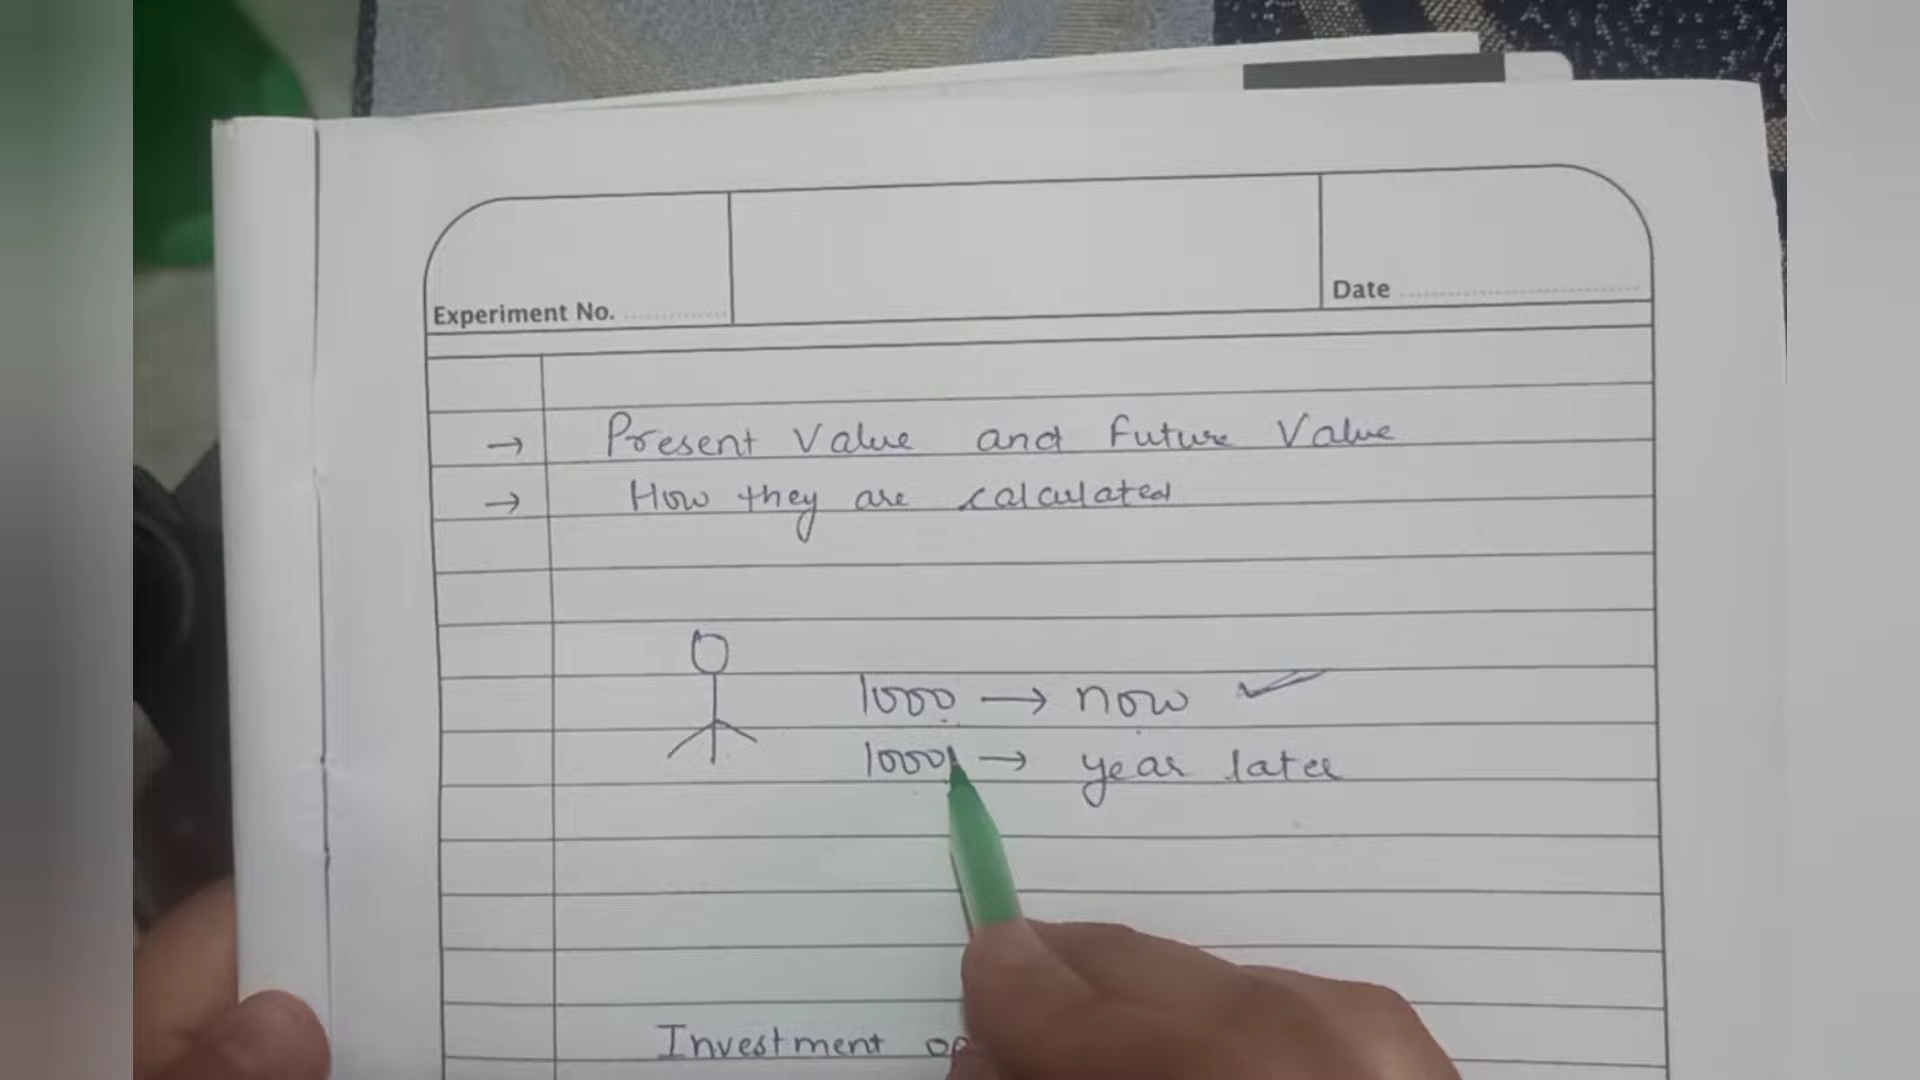 Experiment No.
Date
→ Present Value and Future Value
→ How they are calculated
1000 → now ✓
1000 → year later
Investment